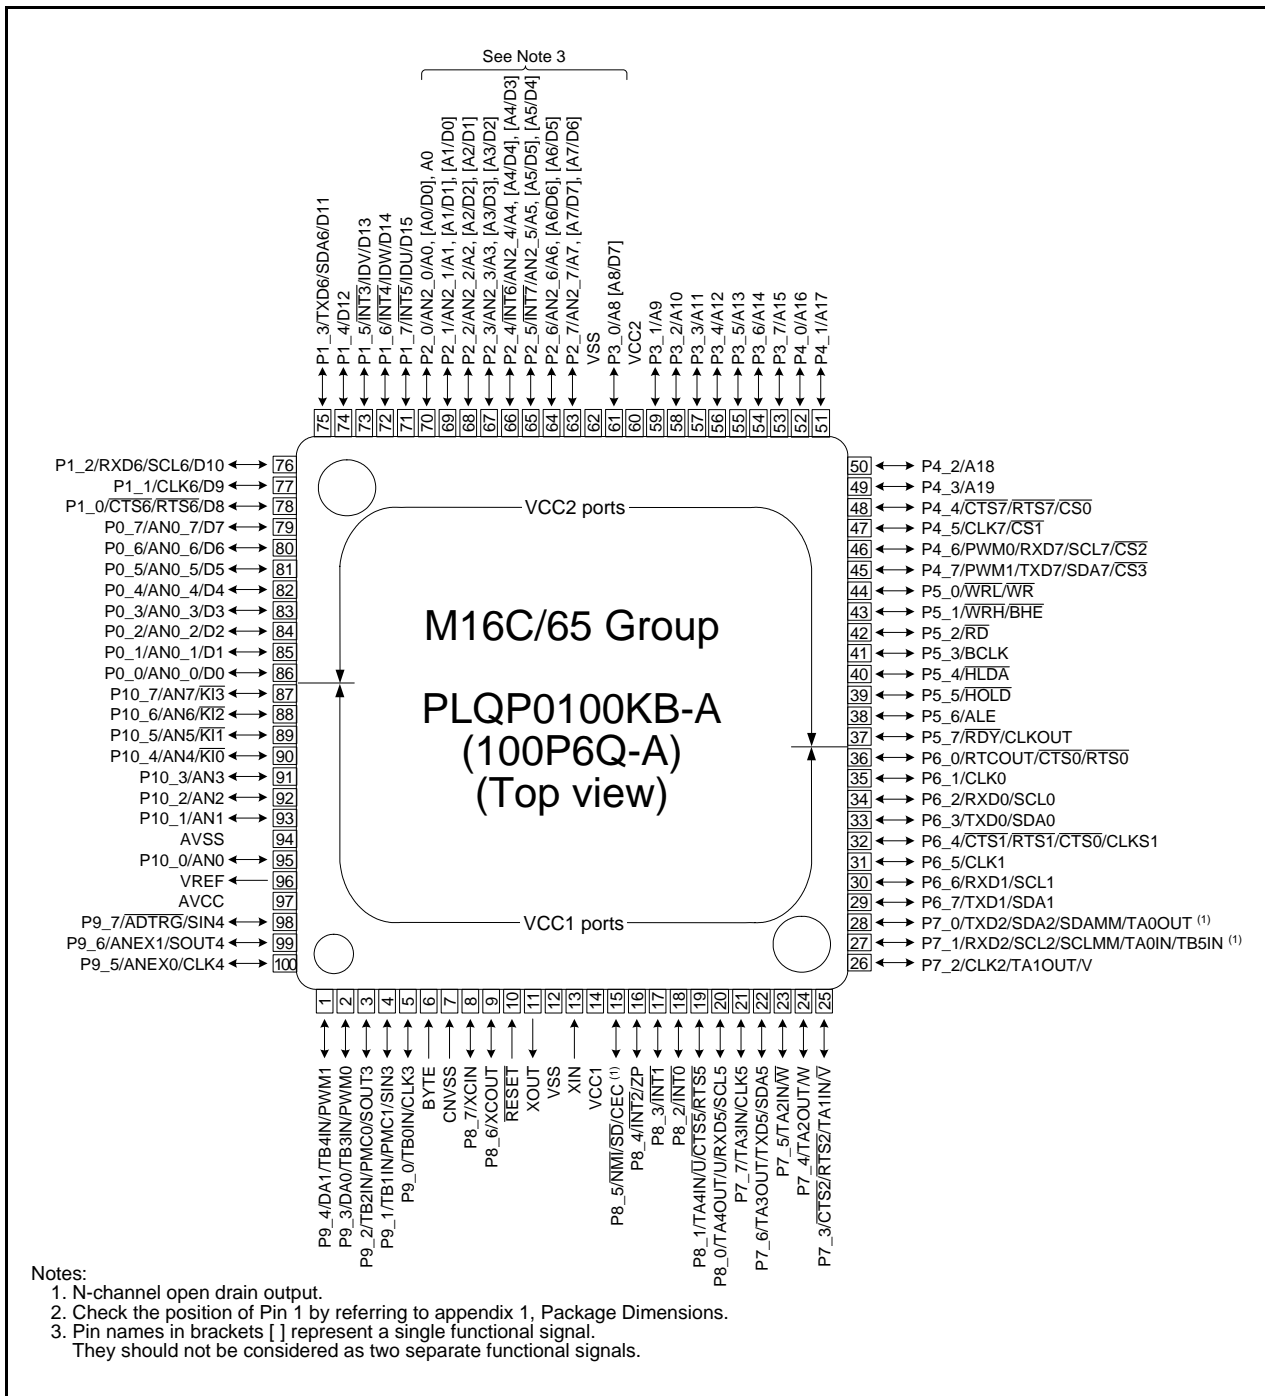 See Note 3
P1_3/TXD6/SDA6/D11
P1_4/D12
P1_5/INT3/IDV/D13
P1_6/INT4/IDW/D14
P1_7/INT5/IDU/D15
P2_0/AN2_0/A0, [A0/D0], A0
P2_1/AN2_1/A1, [A1/D1], [A1/D0]
P2_2/AN2_2/A2, [A2/D2], [A2/D1]
P2_3/AN2_3/A3, [A3/D3], [A3/D2]
P2_4/INT6/AN2_4/A4, [A4/D4], [A4/D3]
P2_5/INT7/AN2_5/A5, [A5/D5], [A5/D4]
P2_6/AN2_6/A6, [A6/D6], [A6/D5]
P2_7/AN2_7/A7, [A7/D7], [A7/D6]
VSS
P3_0/A8 [A8/D7]
VCC2
P3_1/A9
P3_2/A10
P3_3/A11
P3_4/A12
P3_5/A13
P3_6/A14
P3_7/A15
P4_0/A16
P4_1/A17
75 74 73 72 71 70 69 68 67 66 65 64 63 62 61 60 59 58 57 56 55 54 53 52 51
P1_2/RXD6/SCL6/D10 76
P1_1/CLK6/D9 77
P1_0/CTS6/RTS6/D8 78
P0_7/AN0_7/D7 79
P0_6/AN0_6/D6 80
P0_5/AN0_5/D5 81
P0_4/AN0_4/D4 82
P0_3/AN0_3/D3 83
P0_2/AN0_2/D2 84
P0_1/AN0_1/D1 85
P0_0/AN0_0/D0 86
P10_7/AN7/KI3 87
P10_6/AN6/KI2 88
P10_5/AN5/KI1 89
P10_4/AN4/KI0 90
P10_3/AN3 91
P10_2/AN2 92
P10_1/AN1 93
AVSS 94
P10_0/AN0 95
VREF 96
AVCC 97
P9_7/ADTRG/SIN4 98
P9_6/ANEX1/SOUT4 99
P9_5/ANEX0/CLK4 100
VCC2 ports
M16C/65 Group
PLQP0100KB-A
(100P6Q-A)
(Top view)
VCC1 ports
50 P4_2/A18
49 P4_3/A19
48 P4_4/CTS7/RTS7/CS0
47 P4_5/CLK7/CS1
46 P4_6/PWM0/RXD7/SCL7/CS2
45 P4_7/PWM1/TXD7/SDA7/CS3
44 P5_0/WRL/WR
43 P5_1/WRH/BHE
42 P5_2/RD
41 P5_3/BCLK
40 P5_4/HLDA
39 P5_5/HOLD
38 P5_6/ALE
37 P5_7/RDY/CLKOUT
36 P6_0/RTCOUT/CTS0/RTS0
35 P6_1/CLK0
34 P6_2/RXD0/SCL0
33 P6_3/TXD0/SDA0
32 P6_4/CTS1/RTS1/CTS0/CLKS1
31 P6_5/CLK1
30 P6_6/RXD1/SCL1
29 P6_7/TXD1/SDA1
28 P7_0/TXD2/SDA2/SDAMM/TA0OUT (1)
27 P7_1/RXD2/SCL2/SCLMM/TA0IN/TB5IN (1)
26 P7_2/CLK2/TA1OUT/V
1 2 3 4 5 6 7 8 9 10 11 12 13 14 15 16 17 18 19 20 21 22 23 24 25
P9_4/DA1/TB4IN/PWM1
P9_3/DA0/TB3IN/PWM0
P9_2/TB2IN/PMC0/SOUT3
P9_1/TB1IN/PMC1/SIN3
P9_0/TB0IN/CLK3
BYTE
CNVSS
P8_7/XCIN
P8_6/XCOUT
RESET
XOUT
VSS
XIN
VCC1
P8_5/NMI/SD/CEC (1)
P8_4/INT2/ZP
P8_3/INT1
P8_2/INT0
P8_1/TA4IN/U/CTS5/RTS5
P8_0/TA4OUT/U/RXD5/SCL5
P7_7/TA3IN/CLK5
P7_6/TA3OUT/TXD5/SDA5
P7_5/TA2IN/W
P7_4/TA2OUT/W
P7_3/CTS2/RTS2/TA1IN/V
Notes:
1. N-channel open drain output.
2. Check the position of Pin 1 by referring to appendix 1, Package Dimensions.
3. Pin names in brackets [ ] represent a single functional signal.
They should not be considered as two separate functional signals.